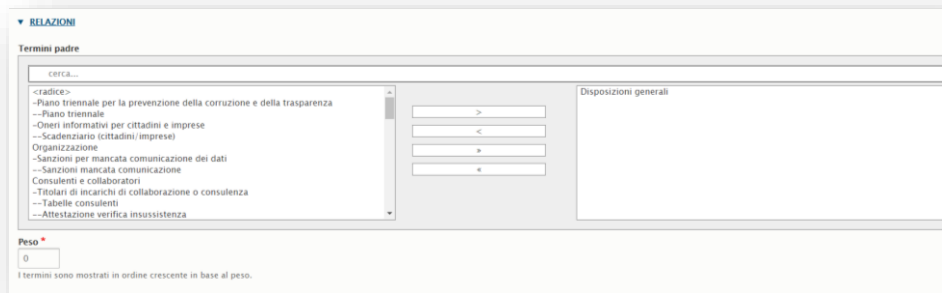 ▼ RELAZIONI
Termini padre
cerca...
<radice>
-Piano triennale per la prevenzione della corruzione e della trasparenza
--Piano triennale
-Oneri informativi per cittadini e imprese
--Scadenziario (cittadini/imprese)
Organizzazione
-Sanzioni per mancata comunicazione dei dati
--Sanzioni mancata comunicazione
Consulenti e collaboratori
-Titolari di incarichi di collaborazione o consulenza
--Tabelle consulenti
--Attestazione verifica insussistenza
>
<
»
«
Disposizioni generali
Peso *
0
I termini sono mostrati in ordine crescente in base al peso.